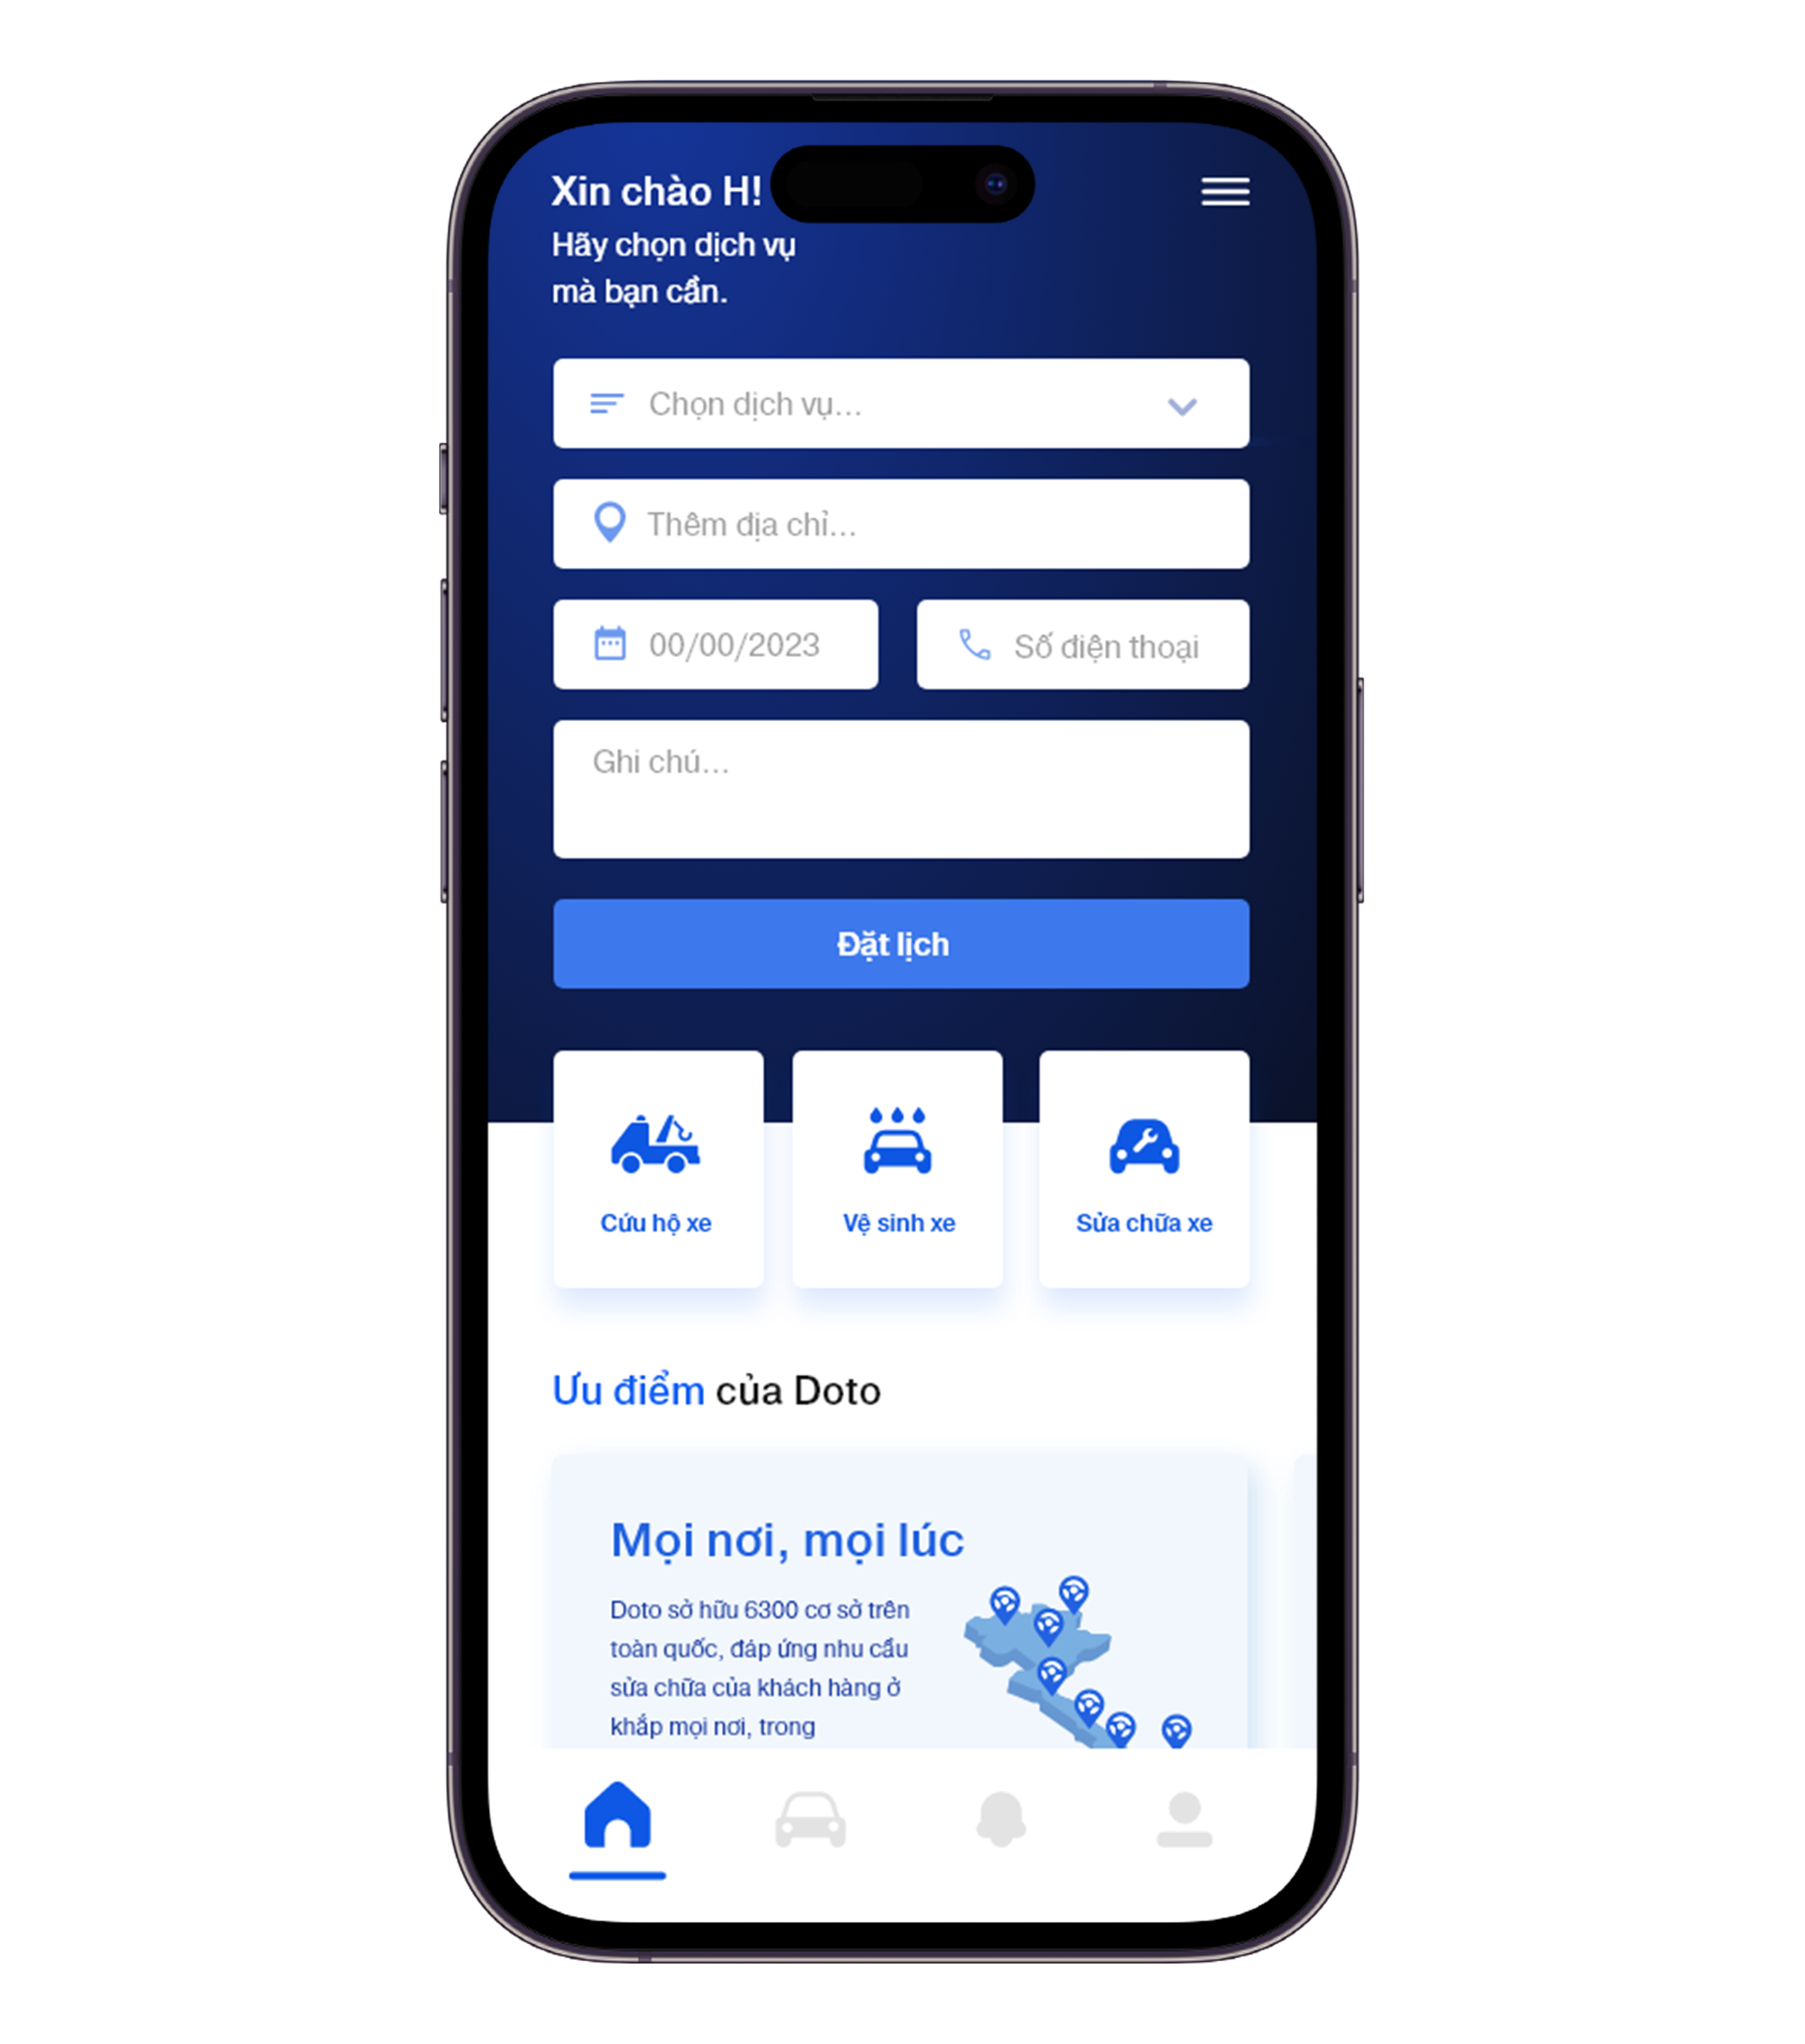 Xin chào H!
Hãy chọn dịch vụ
mà bạn cần.
Chọn dịch vụ...
Thêm địa chỉ...
00/00/2023
Số điện thoại
Ghi chú...
Đặt lịch
Cứu hộ xe
Vệ sinh xe
Sửa chữa xe
Ưu điểm của Doto
Mọi nơi, mọi lúc
Doto sở hữu 6300 cơ sở trên
toàn quốc, đáp ứng nhu cầu
sửa chữa của khách hàng ở
khắp mọi nơi, trong